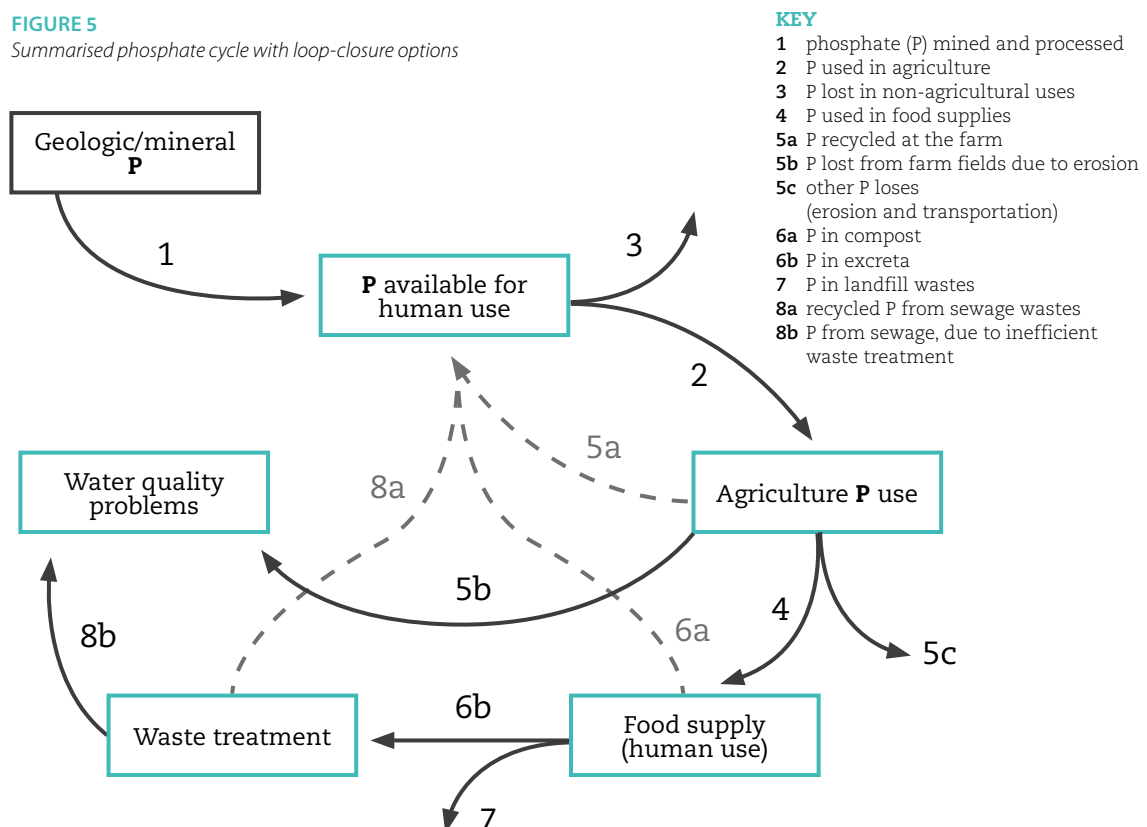 FIGURE 5
Summarised phosphate cycle with loop-closure options
KEY
1 phosphate (P) mined and processed
2 P used in agriculture
3 P lost in non-agricultural uses
4 P used in food supplies
5a P recycled at the farm
5b P lost from farm fields due to erosion
5c other P loses
(erosion and transportation)
6a P in compost
6b P in excreta
7 P in landfill wastes
8a recycled P from sewage wastes
8b P from sewage, due to inefficient
waste treatment
Geologic/mineral
P
1
P available for
human use
3
2
5a
8a
Water quality
problems
Agriculture P use
5b
4
6a
5c
8b
6b
Waste treatment
Food supply
(human use)
7